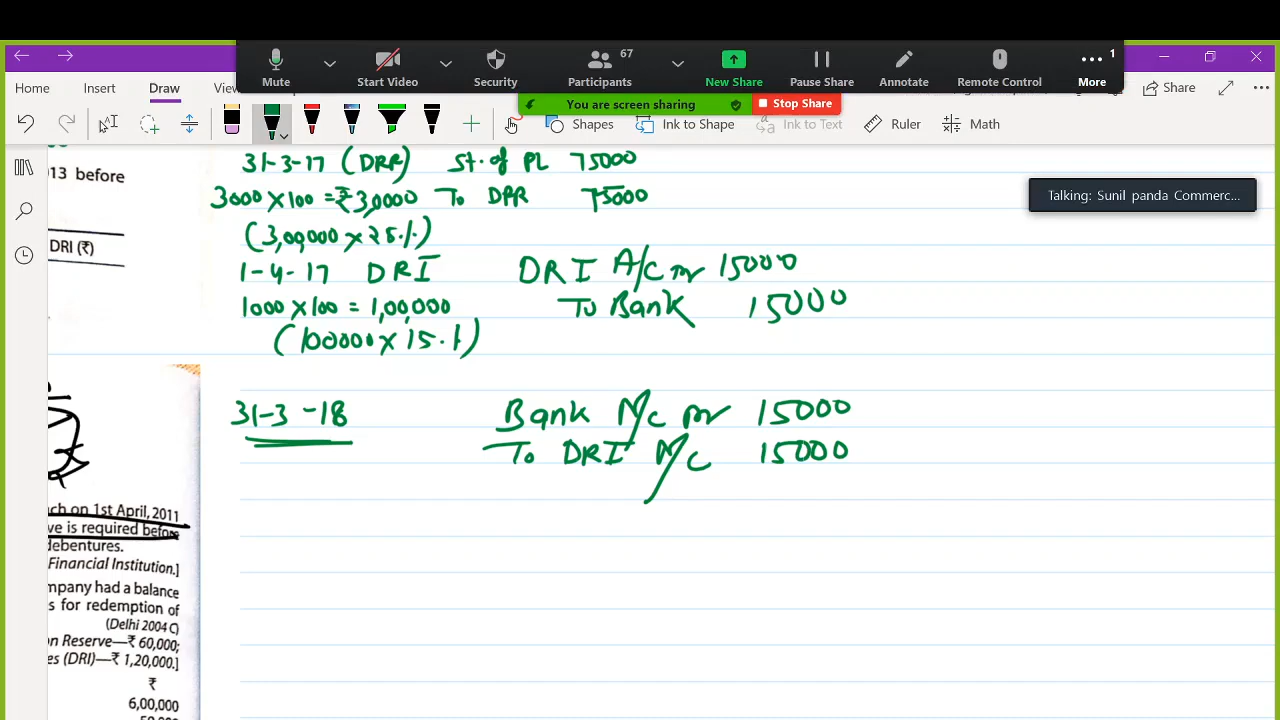 Mute
Start Video
Security
Participants 67
New Share
Pause Share
Annotate
Remote Control
More 1
You are screen sharing
Stop Share
Home Insert Draw
Share
Shapes Ink to Shape Ink to Text Ruler Math
Talking: Sunil panda Commerc...
013 before
DRI (₹)
31-3-17 (DRR) St. of PL 75000
3000 x 100 = ₹ 3,0000 To DRR 75000
(3,00,000 x 25%)
1-4-17 DRI DRI A/C Dr 15000
1000 x 100 = 1,00,000 To Bank 15000
(100000 x 15%)
31-3-18 Bank A/C Dr 15000
To DRI A/C 15000
ch on 1st April, 2011
ve is required before
debentures.
Financial Institution.]
mpany had a balance
s for redemption of
(Delhi 2004 C)
n Reserve—₹ 60,000;
es (DRI)—₹ 1,20,000.]
₹
6,00,000